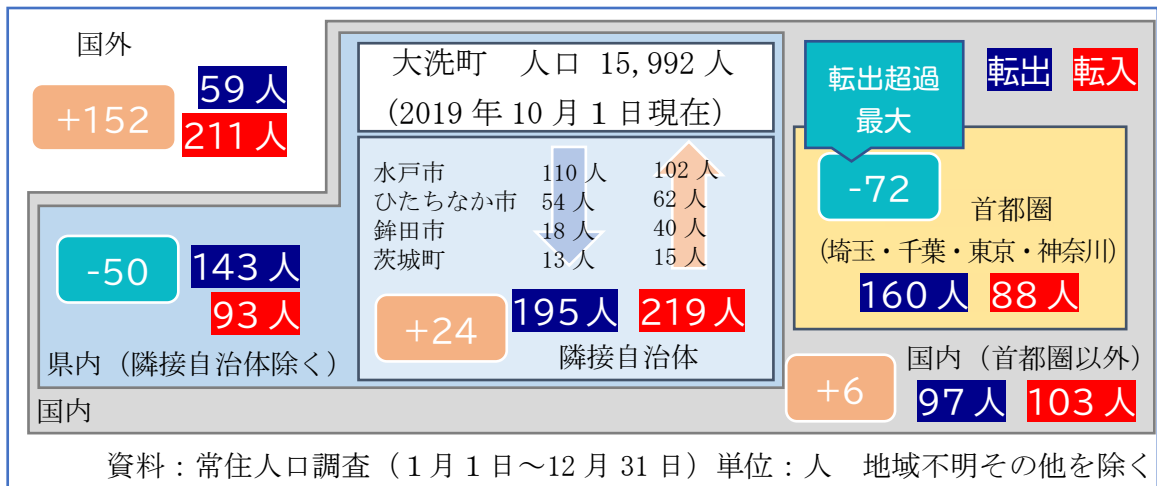 国外
59 人
+152
211 人
大洗町　人口 15,992 人
(2019 年 10 月 1 日現在)
転出超過
最大
転出 転入
水戸市 110 人 102 人
ひたちなか市 54 人 62 人
鉾田市 18 人 40 人
茨城町 13 人 15 人
-72
首都圏
(埼玉・千葉・東京・神奈川)
160 人 88 人
-50
143 人
93 人
県内（隣接自治体除く）
+24
195 人 219 人
隣接自治体
国内（首都圏以外）
+6
97 人 103 人
国内
資料：常住人口調査（1 月 1 日～12 月 31 日）単位：人　地域不明その他を除く